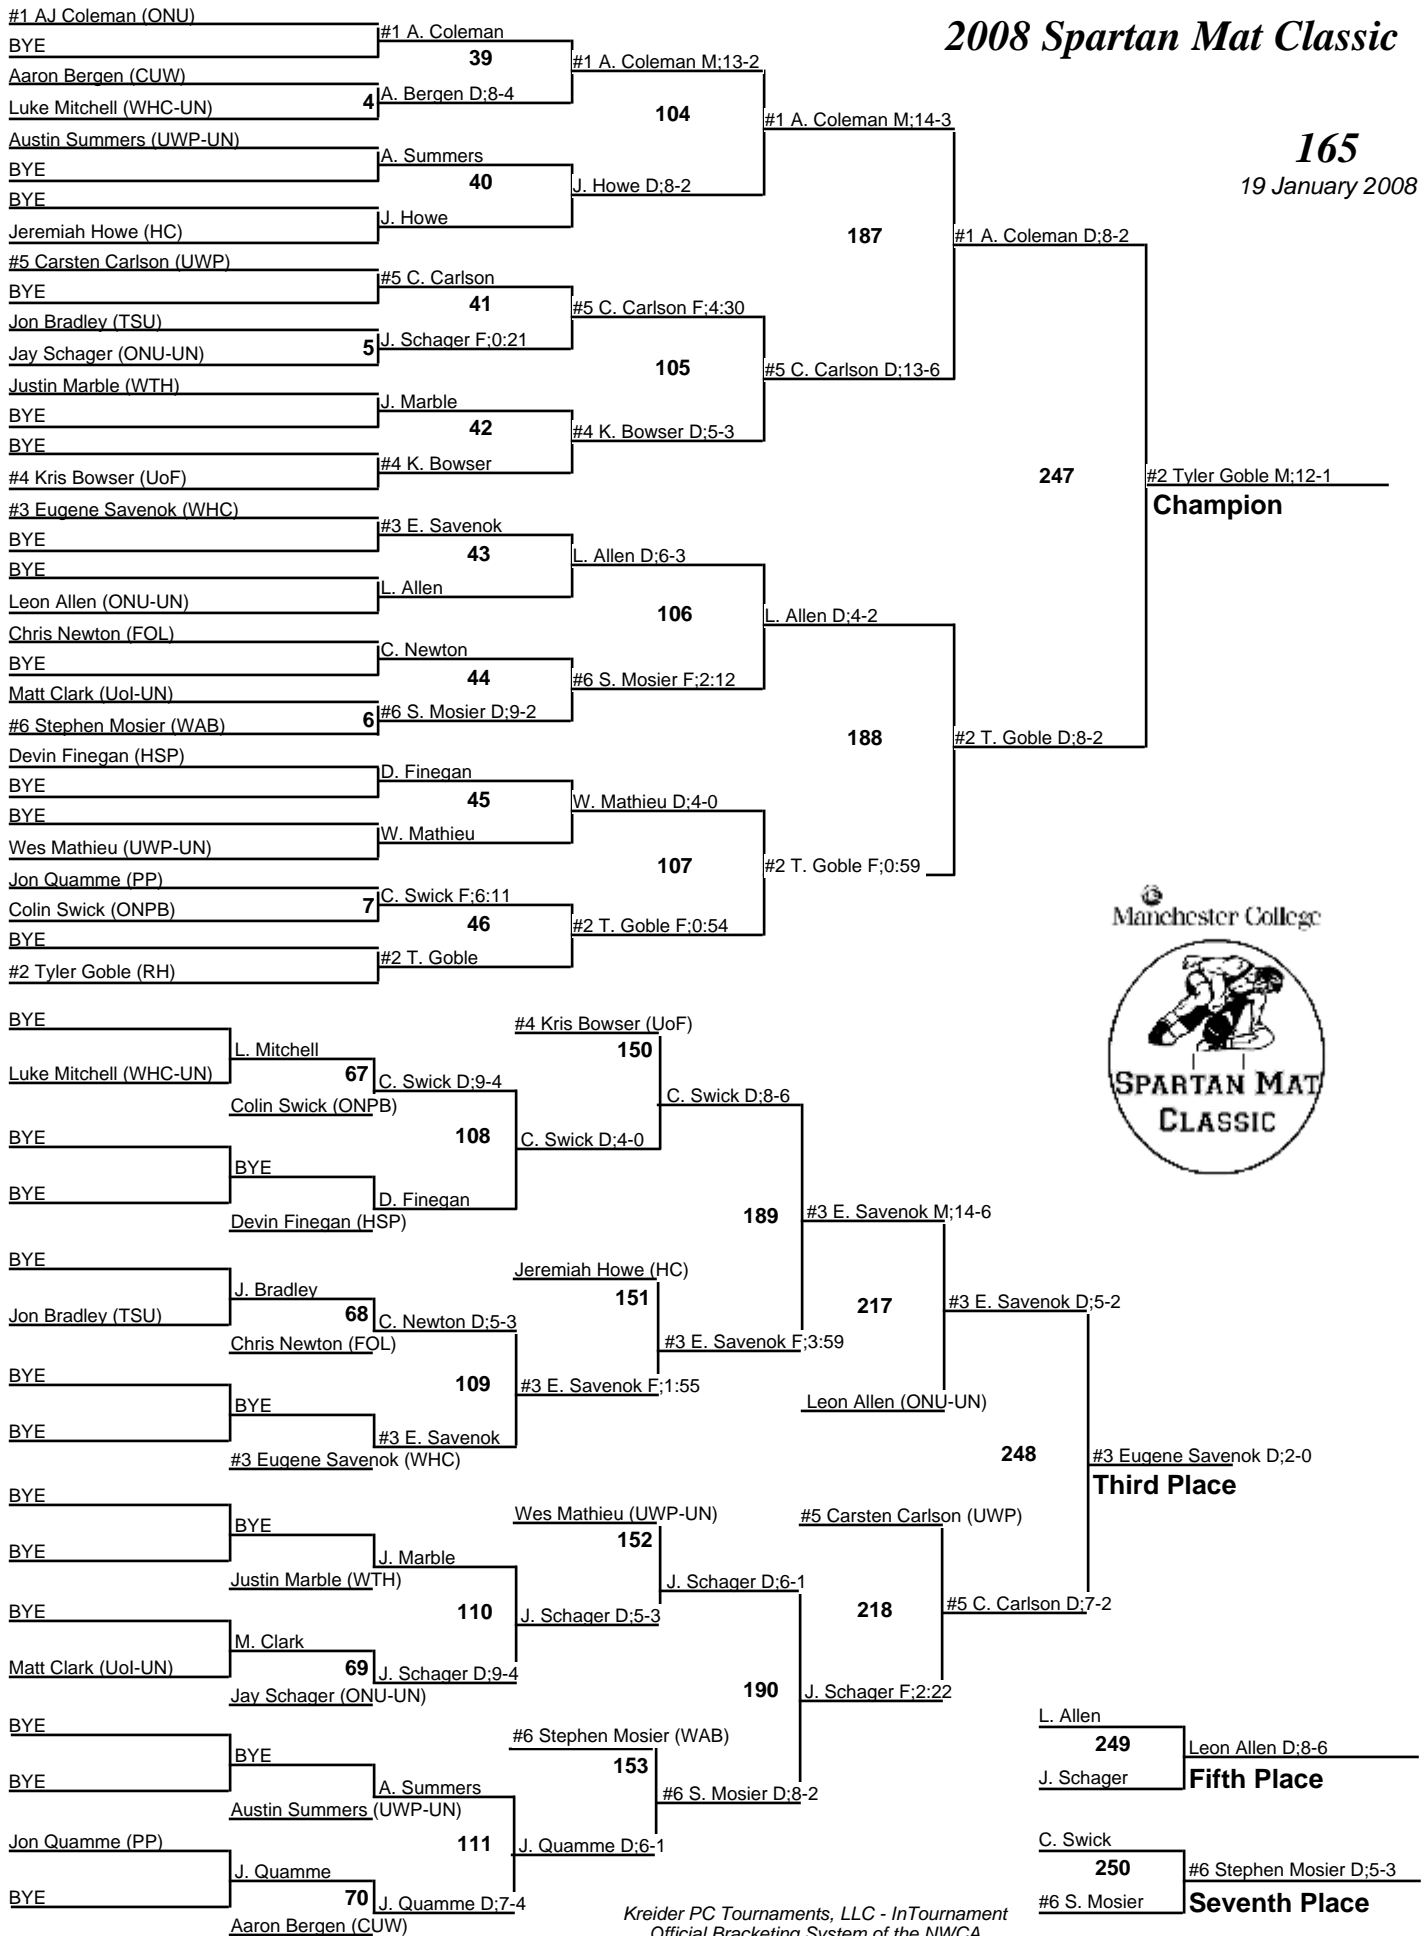 2008 Spartan Mat Classic
165
19 January 2008
#1 AJ Coleman (ONU)
BYE
Aaron Bergen (CUW)
Luke Mitchell (WHC-UN)
Austin Summers (UWP-UN)
BYE
BYE
Jeremiah Howe (HC)
#5 Carsten Carlson (UWP)
BYE
Jon Bradley (TSU)
Jay Schager (ONU-UN)
Justin Marble (WTH)
BYE
BYE
#4 Kris Bowser (UoF)
#3 Eugene Savenok (WHC)
BYE
BYE
Leon Allen (ONU-UN)
Chris Newton (FOL)
BYE
Matt Clark (UoI-UN)
#6 Stephen Mosier (WAB)
Devin Finegan (HSP)
BYE
BYE
Wes Mathieu (UWP-UN)
Jon Quamme (PP)
Colin Swick (ONPB)
BYE
#2 Tyler Goble (RH)
4
5
6
7
#1 A. Coleman
39
A. Bergen D;8-4
A. Summers
40
J. Howe
#5 C. Carlson
41
J. Schager F;0:21
J. Marble
42
#4 K. Bowser
#3 E. Savenok
43
L. Allen
C. Newton
44
#6 S. Mosier D;9-2
D. Finegan
45
W. Mathieu
C. Swick F;6:11
46
#2 T. Goble
#1 A. Coleman M;13-2
104
J. Howe D;8-2
#5 C. Carlson F;4:30
105
#4 K. Bowser D;5-3
L. Allen D;6-3
106
#6 S. Mosier F;2:12
W. Mathieu D;4-0
107
#2 T. Goble F;0:54
#1 A. Coleman M;14-3
187
#5 C. Carlson D;13-6
L. Allen D;4-2
188
#2 T. Goble F;0:59
#1 A. Coleman D;8-2
247
#2 T. Goble D;8-2
#2 Tyler Goble M;12-1
Champion
Manchester College
SPARTAN MAT
CLASSIC
BYE
Luke Mitchell (WHC-UN)
BYE
BYE
BYE
Jon Bradley (TSU)
BYE
BYE
BYE
BYE
BYE
Matt Clark (UoI-UN)
BYE
BYE
Jon Quamme (PP)
BYE
L. Mitchell
67
Colin Swick (ONPB)
BYE
Devin Finegan (HSP)
J. Bradley
68
Chris Newton (FOL)
BYE
#3 Eugene Savenok (WHC)
BYE
Justin Marble (WTH)
M. Clark
69
Jay Schager (ONU-UN)
BYE
Austin Summers (UWP-UN)
J. Quamme
70
Aaron Bergen (CUW)
C. Swick D;9-4
108
D. Finegan
C. Newton D;5-3
109
#3 E. Savenok
J. Marble
110
J. Schager D;9-4
A. Summers
111
J. Quamme D;7-4
#4 Kris Bowser (UoF)
150
C. Swick D;4-0
Jeremiah Howe (HC)
151
#3 E. Savenok F;1:55
Wes Mathieu (UWP-UN)
152
J. Schager D;5-3
#6 Stephen Mosier (WAB)
153
J. Quamme D;6-1
C. Swick D;8-6
189
#3 E. Savenok F;3:59
J. Schager D;6-1
190
#6 S. Mosier D;8-2
#3 E. Savenok M;14-6
217
Leon Allen (ONU-UN)
#5 Carsten Carlson (UWP)
218
J. Schager F;2:22
#3 E. Savenok D;5-2
248
#5 C. Carlson D;7-2
#3 Eugene Savenok D;2-0
Third Place
L. Allen
249
J. Schager
Leon Allen D;8-6
Fifth Place
C. Swick
250
#6 S. Mosier
#6 Stephen Mosier D;5-3
Seventh Place
Kreider PC Tournaments, LLC - InTournament
Official Bracketing System of the NWCA